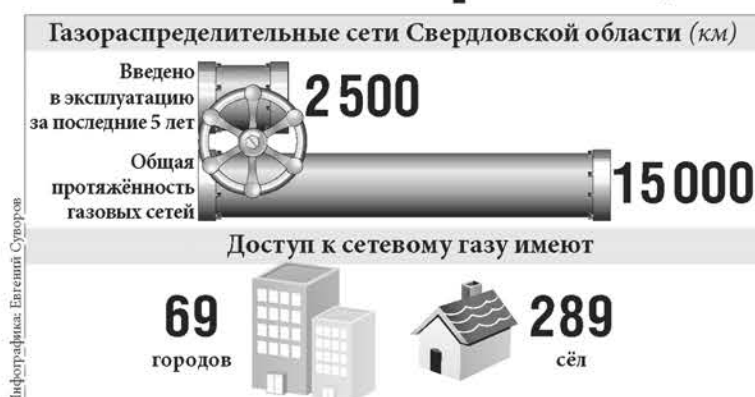 Газораспределительные сети Свердловской области (км)
Введено
в эксплуатацию
за последние 5 лет
2 500
Общая
протяжённость
газовых сетей
15 000
Доступ к сетевому газу имеют
69
городов
289
сёл
Инфографика: Евгений Суворов